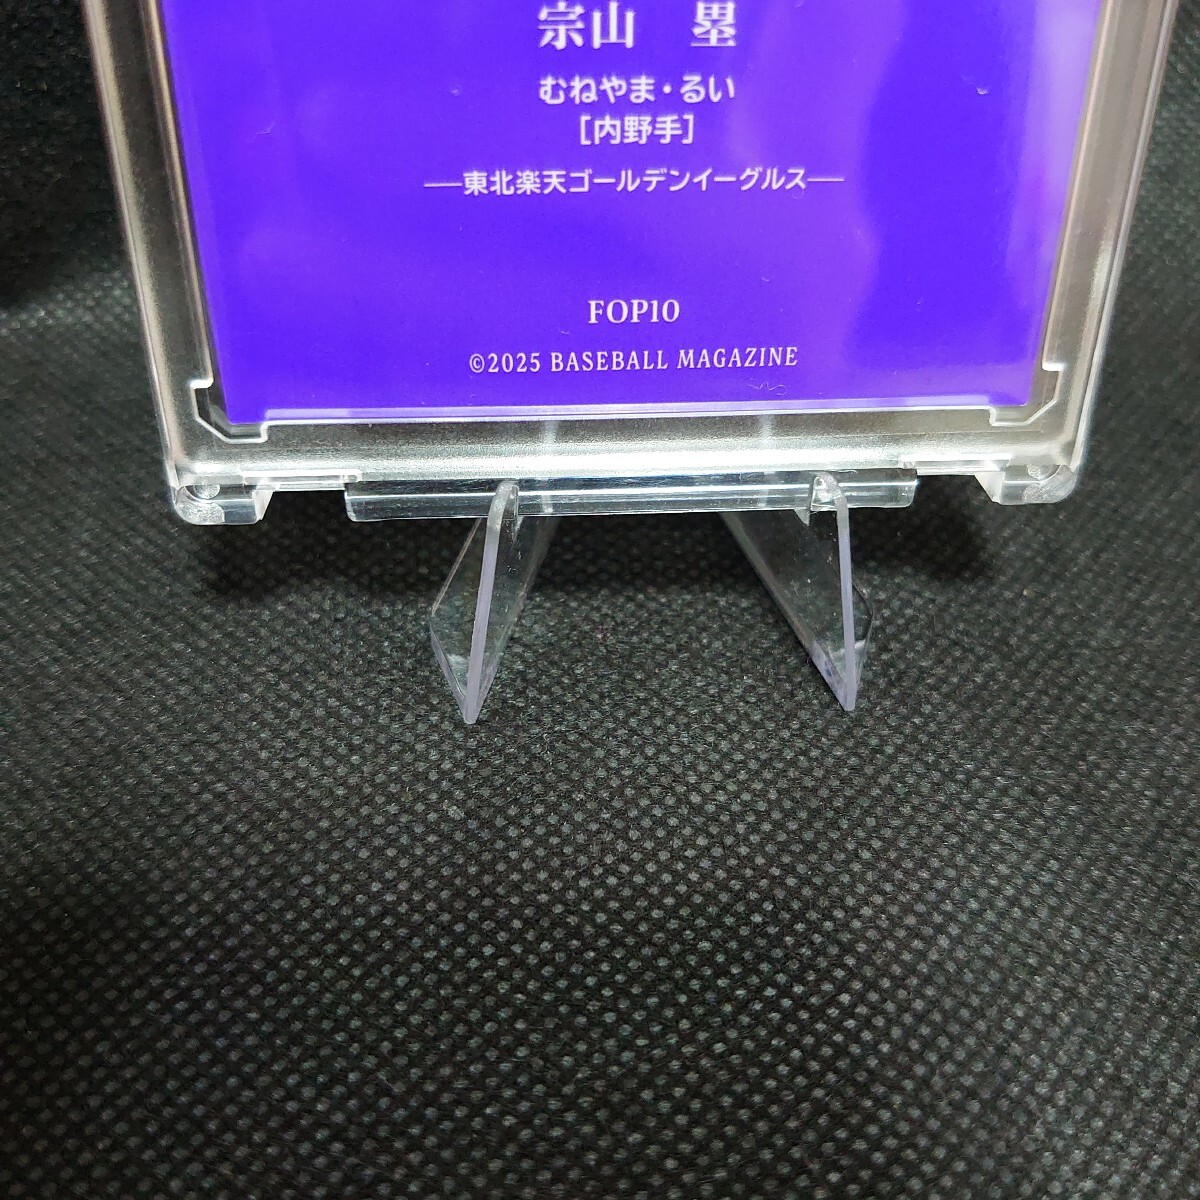 宗山 塁
むねやま・るい
［内野手］
──東北楽天ゴールデンイーグルス──
FOP10
©2025 BASEBALL MAGAZINE